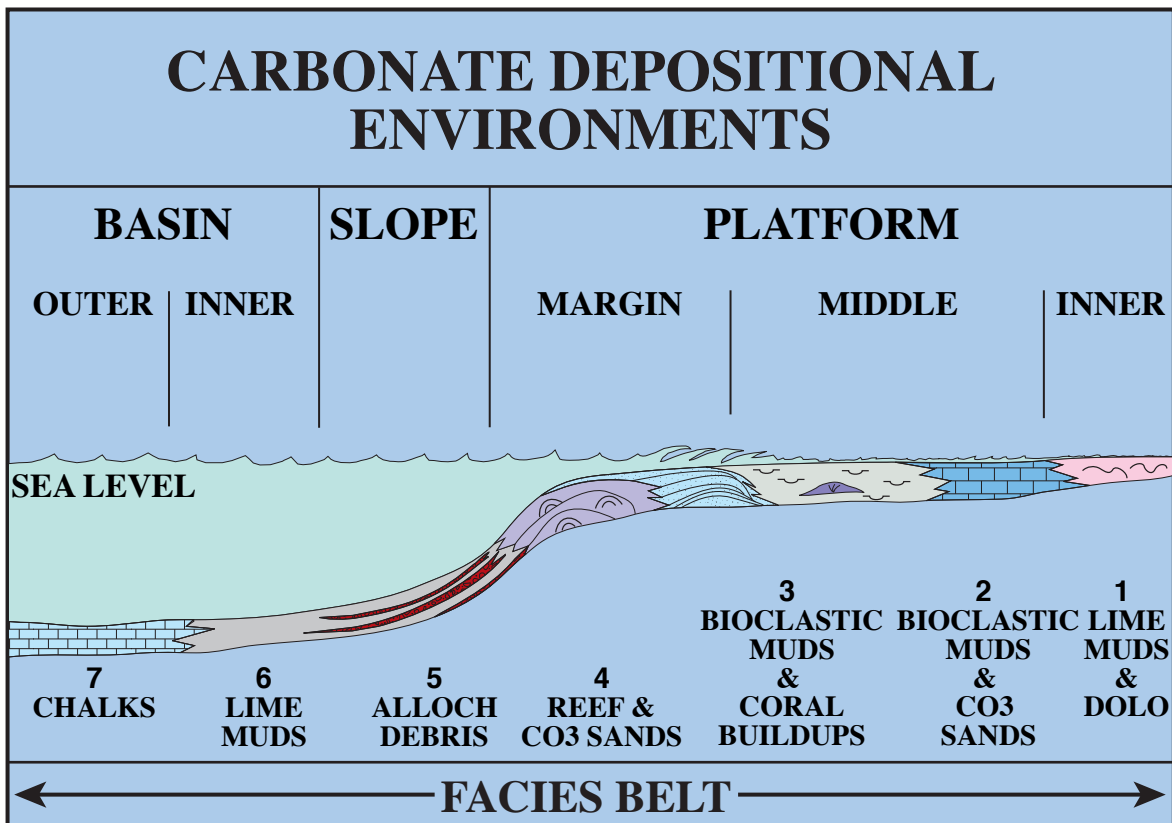 CARBONATE DEPOSITIONAL
ENVIRONMENTS
BASIN
SLOPE
PLATFORM
OUTER
INNER
MARGIN
MIDDLE
INNER
SEA LEVEL
7
CHALKS
6
LIME
MUDS
5
ALLOCH
DEBRIS
4
REEF &
CO3 SANDS
3
BIOCLASTIC
MUDS
&
CORAL
BUILDUPS
2
BIOCLASTIC
MUDS
&
CO3
SANDS
1
LIME
MUDS
&
DOLO
FACIES BELT